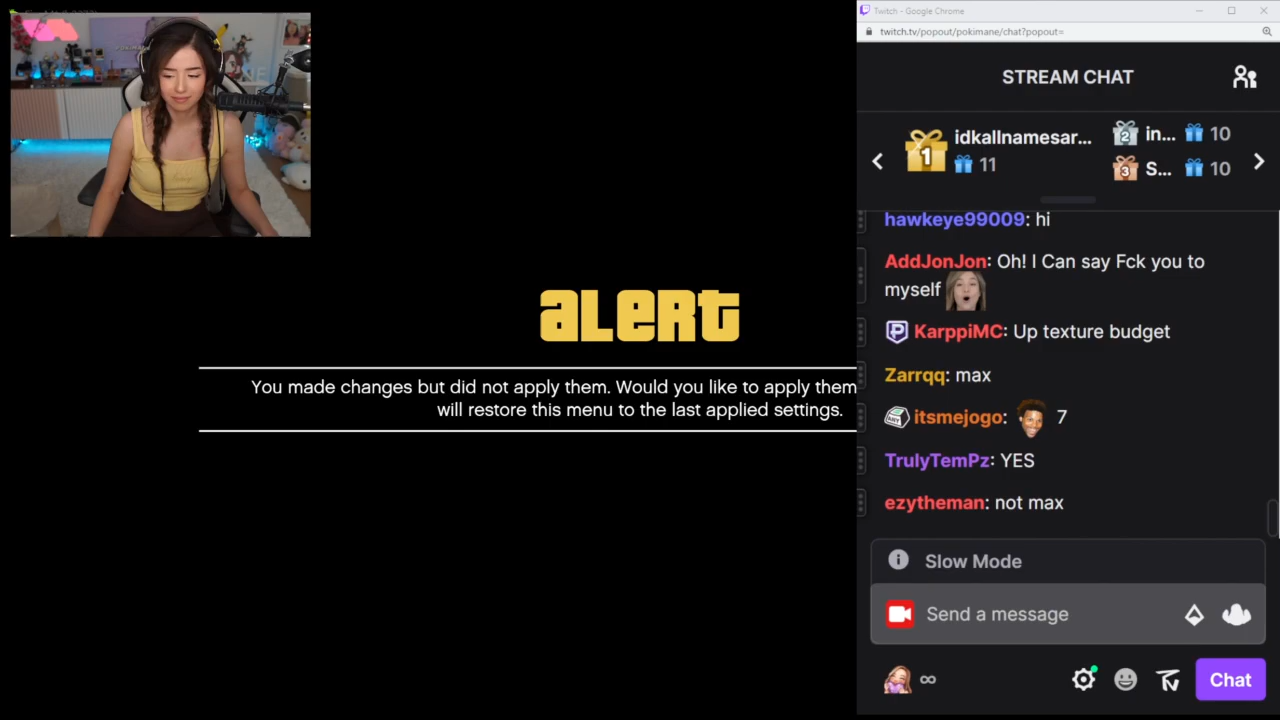 Twitch - Google Chrome
twitch.tv/popout/pokimane/chat?popout=
STREAM CHAT
1
idkallnamesar...
11
2 in... 10
3 S... 10
hawkeye99009: hi
AddJonJon: Oh! I Can say Fck you to
myself
KarppiMC: Up texture budget
Zarrqq: max
itsmejogo: 7
TrulyTemPz: YES
ezytheman: not max
Slow Mode
Send a message
∞
Chat
alert
You made changes but did not apply them. Would you like to apply them
will restore this menu to the last applied settings.